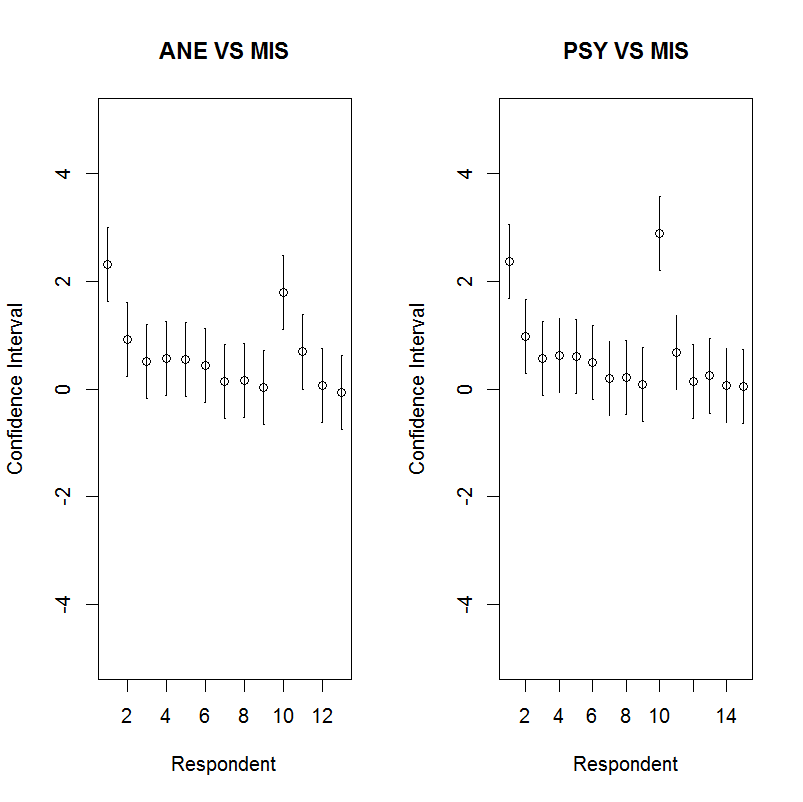 ANE VS MIS
Confidence Interval
4
2
0
-2
-4
2 4 6 8 10 12
Respondent
PSY VS MIS
Confidence Interval
4
2
0
-2
-4
2 4 6 8 10 14
Respondent